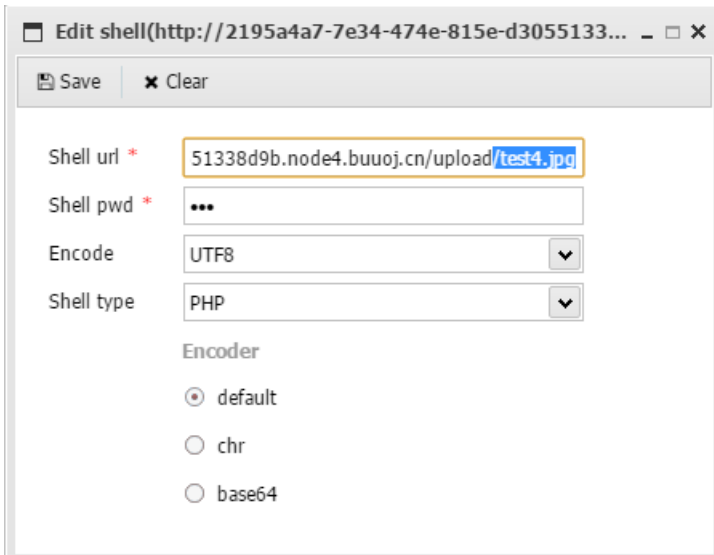 Edit shell(http://2195a4a7-7e34-474e-815e-d3055133...
Save Clear
Shell url * 51338d9b.node4.buuoj.cn/upload/test4.jpg
Shell pwd * •••
Encode UTF8
Shell type PHP
Encoder
default
chr
base64